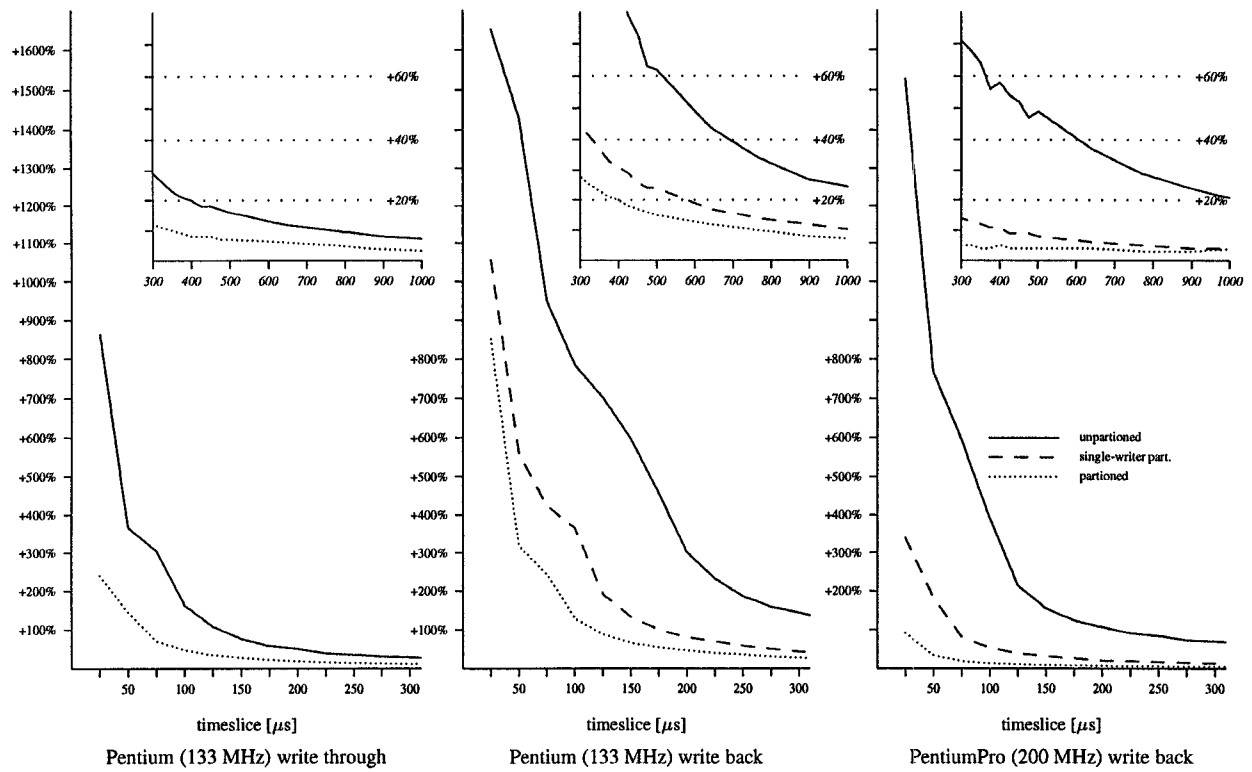 +1600%
+1500%
+1400%
+1300%
+1200%
+1100%
+1000%
+900%
+800%
+700%
+600%
+500%
+400%
+300%
+200%
+100%
+60%
+40%
+20%
300 400 500 600 700 800 900 1000
50 100 150 200 250 300
timeslice [μs]
Pentium (133 MHz) write through
+800%
+700%
+600%
+500%
+400%
+300%
+200%
+100%
+60%
+40%
+20%
300 400 500 600 700 800 900 1000
50 100 150 200 250 300
timeslice [μs]
Pentium (133 MHz) write back
+800%
+700%
+600%
+500%
+400%
+300%
+200%
+100%
+60%
+40%
+20%
300 400 500 600 700 800 900 1000
unpartioned
single-writer part.
partioned
50 100 150 200 250 300
timeslice [μs]
PentiumPro (200 MHz) write back